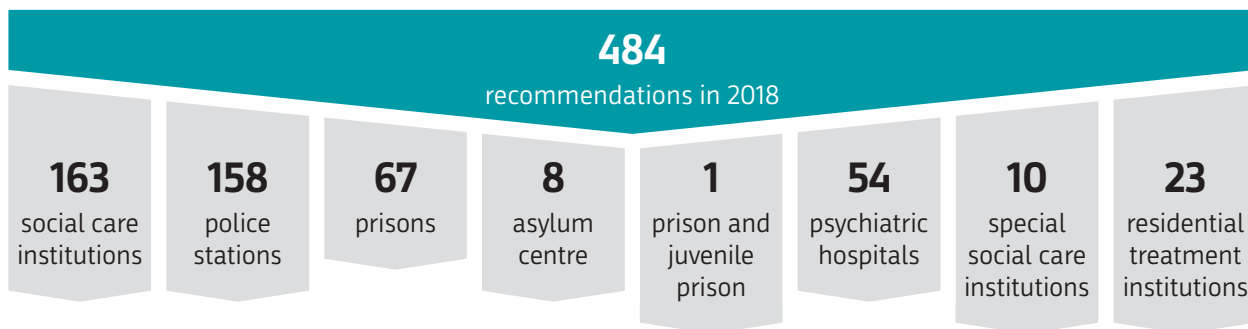 484
recommendations in 2018
163
social care
institutions
158
police
stations
67
prisons
8
asylum
centre
1
prison and
juvenile
prison
54
psychiatric
hospitals
10
special
social care
institutions
23
residential
treatment
institutions